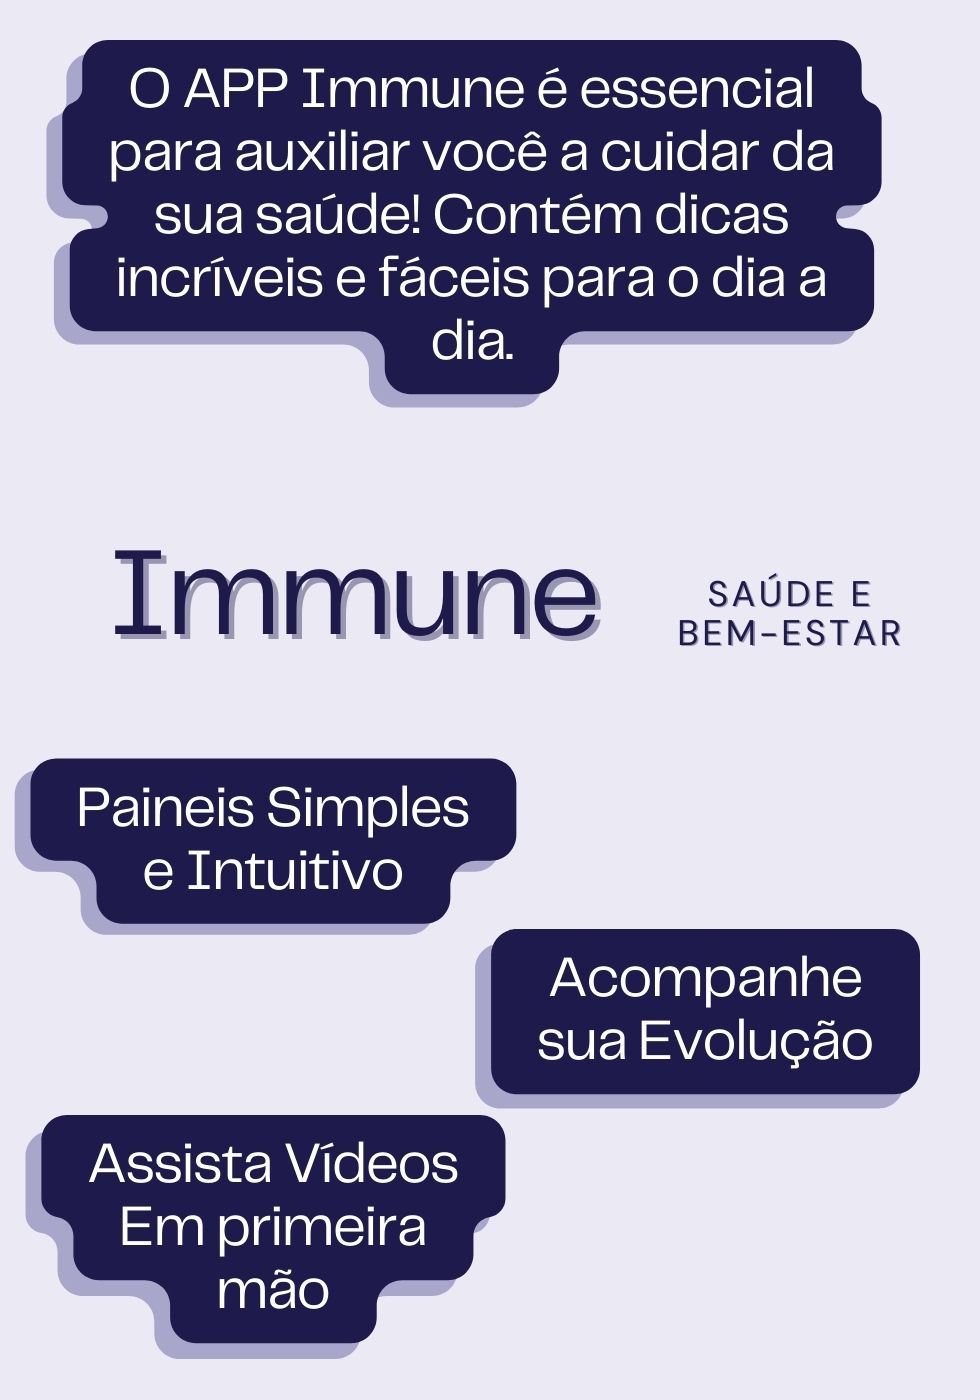 O APP Immune é essencial
para auxiliar você a cuidar da
sua saúde! Contém dicas
incríveis e fáceis para o dia a
dia.
Immune
SAÚDE E
BEM-ESTAR
Paineis Simples
e Intuitivo
Acompanhe
sua Evolução
Assista Vídeos
Em primeira
mão